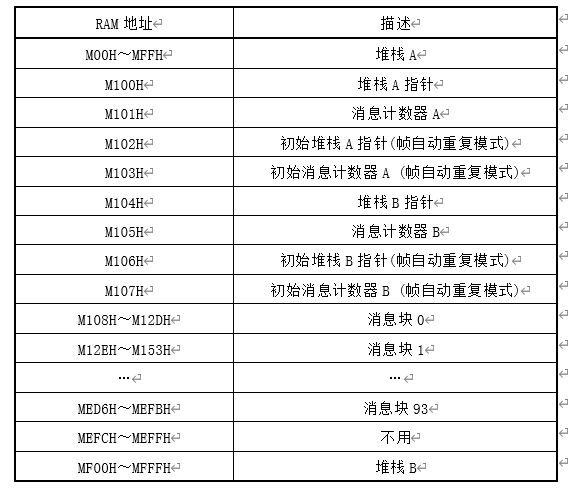 RAM 地址 描述
M00H～MFFH 堆栈 A
M100H 堆栈 A 指针
M101H 消息计数器 A
M102H 初始堆栈 A 指针(帧自动重复模式)
M103H 初始消息计数器 A (帧自动重复模式)
M104H 堆栈 B 指针
M105H 消息计数器 B
M106H 初始堆栈 B 指针(帧自动重复模式)
M107H 初始消息计数器 B (帧自动重复模式)
M108H～M12DH 消息块 0
M12EH～M153H 消息块 1
… …
MED6H～MEFBH 消息块 93
MEFCH～MEFFH 不用
MF00H～MFFFH 堆栈 B